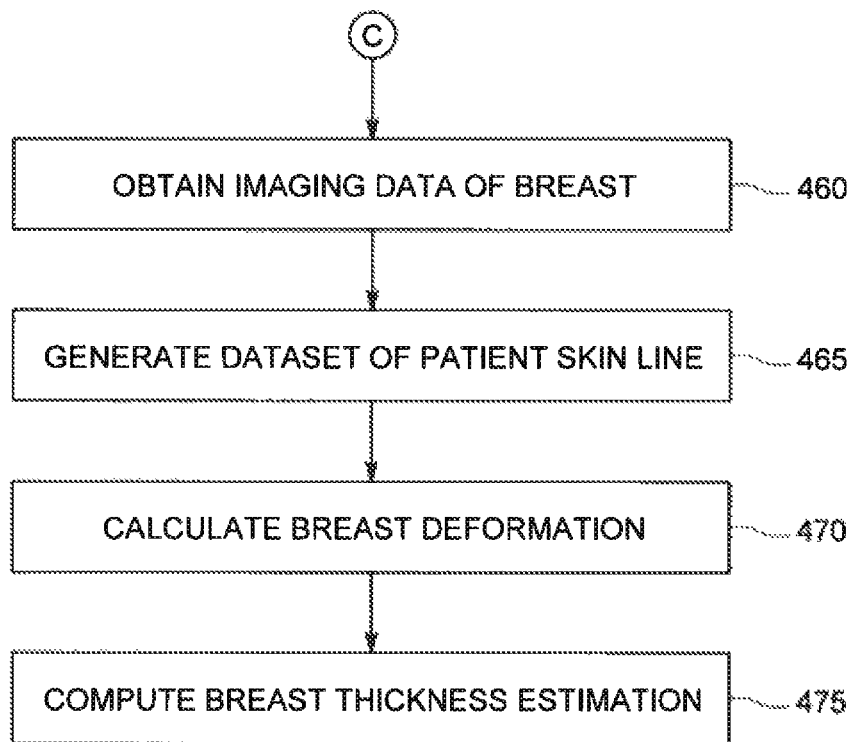 C
OBTAIN IMAGING DATA OF BREAST
460
GENERATE DATASET OF PATIENT SKIN LINE
465
CALCULATE BREAST DEFORMATION
470
COMPUTE BREAST THICKNESS ESTIMATION
475